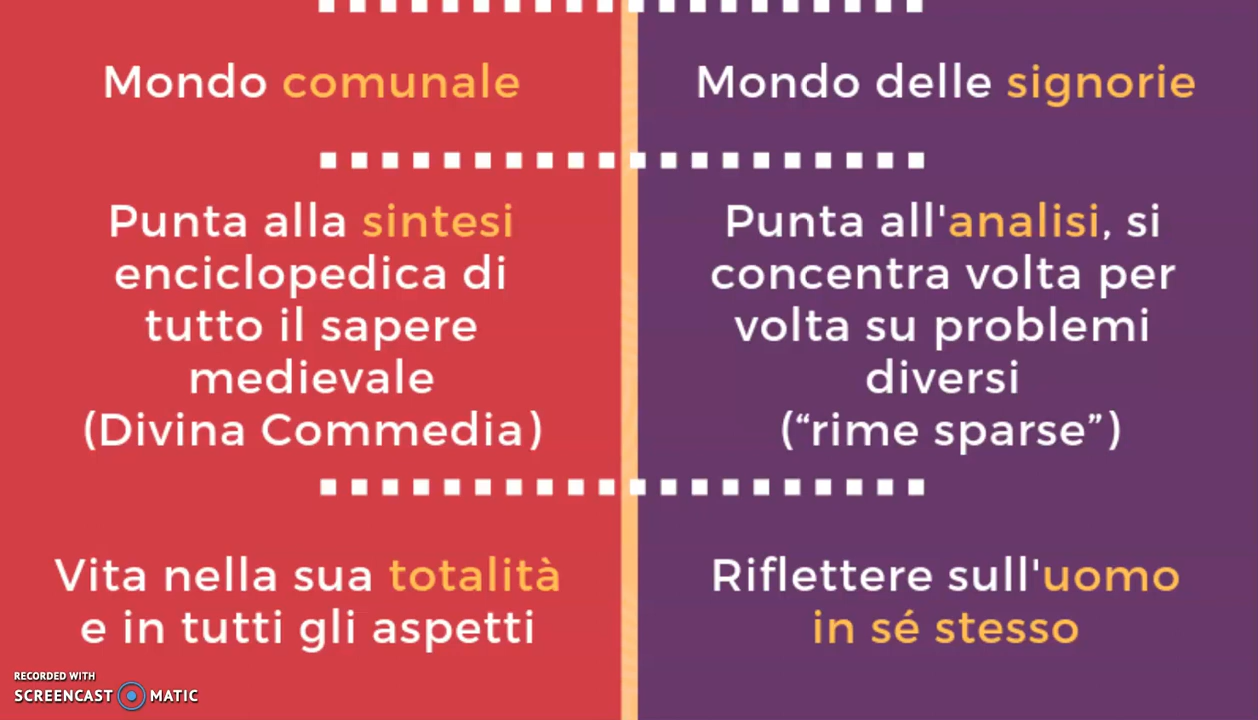 Mondo comunale
Punta alla sintesi
enciclopedica di
tutto il sapere
medievale
(Divina Commedia)
Vita nella sua totalità
e in tutti gli aspetti
Mondo delle signorie
Punta all'analisi, si
concentra volta per
volta su problemi
diversi
(“rime sparse”)
Riflettere sull'uomo
in sé stesso
RECORDED WITH
SCREENCAST MATIC